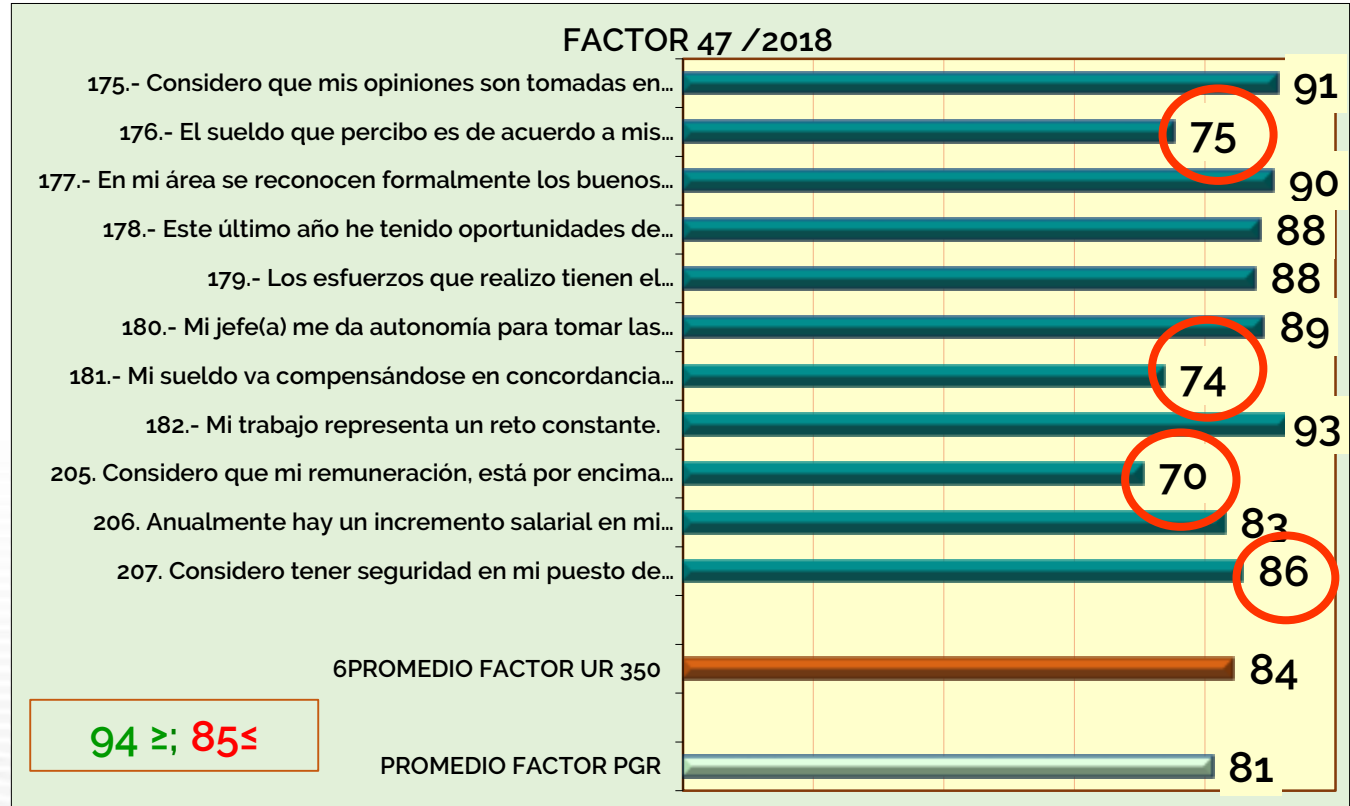 FACTOR 47 /2018
175.- Considero que mis opiniones son tomadas en… 91
176.- El sueldo que percibo es de acuerdo a mis… 75
177.- En mi área se reconocen formalmente los buenos… 90
178.- Este último año he tenido oportunidades de… 88
179.- Los esfuerzos que realizo tienen el… 88
180.- Mi jefe(a) me da autonomía para tomar las… 89
181.- Mi sueldo va compensándose en concordancia… 74
182.- Mi trabajo representa un reto constante. 93
205. Considero que mi remuneración, está por encima… 70
206. Anualmente hay un incremento salarial en mi… 83
207. Considero tener seguridad en mi puesto de… 86
6PROMEDIO FACTOR UR 350 84
94 ≥; 85≤
PROMEDIO FACTOR PGR 81